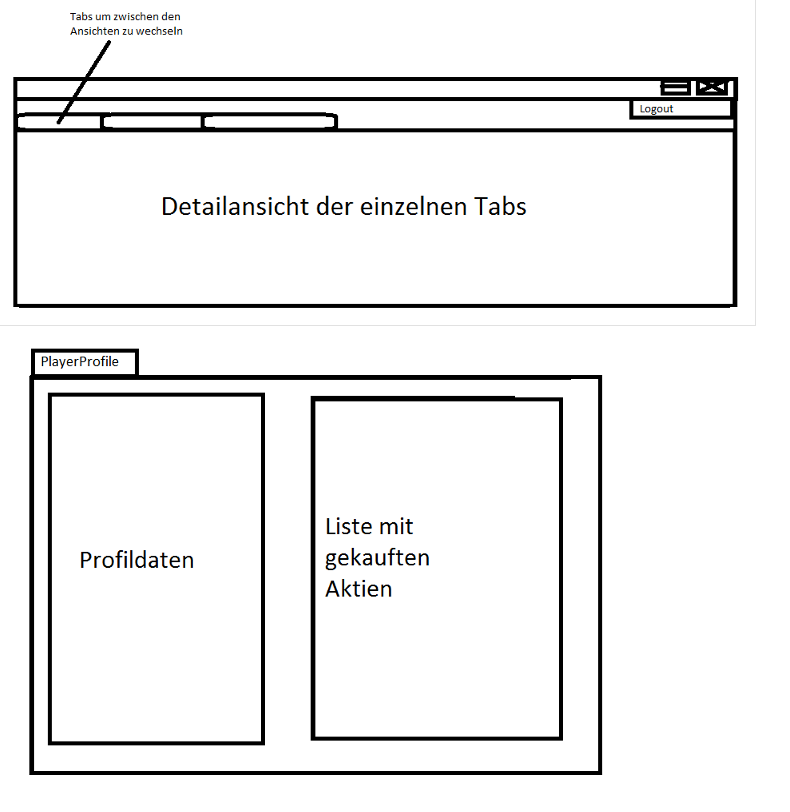 Tabs um zwischen den
Ansichten zu wechseln
Logout
Detailansicht der einzelnen Tabs
PlayerProfile
Profildaten
Liste mit
gekauften
Aktien